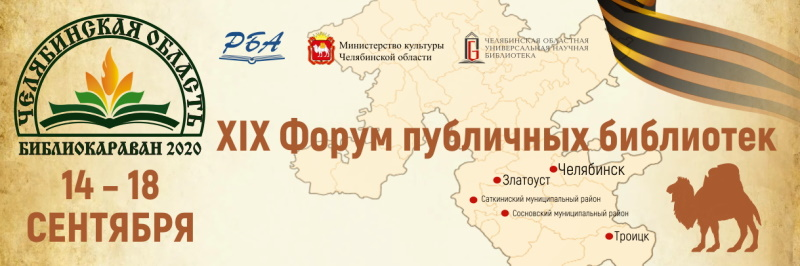 ЧЕЛЯБИНСКАЯ ОБЛАСТЬ
БИБЛИОКАРАВАН 2020
14 – 18
СЕНТЯБРЯ
РБА
Министерство культуры
Челябинской области
ЧЕЛЯБИНСКАЯ ОБЛАСТНАЯ
УНИВЕРСАЛЬНАЯ НАУЧНАЯ
БИБЛИОТЕКА
XIX Форум публичных библиотек
Челябинск
Златоуст
Саткиниский муниципальный район
Сосновский муниципальный район
Троицк